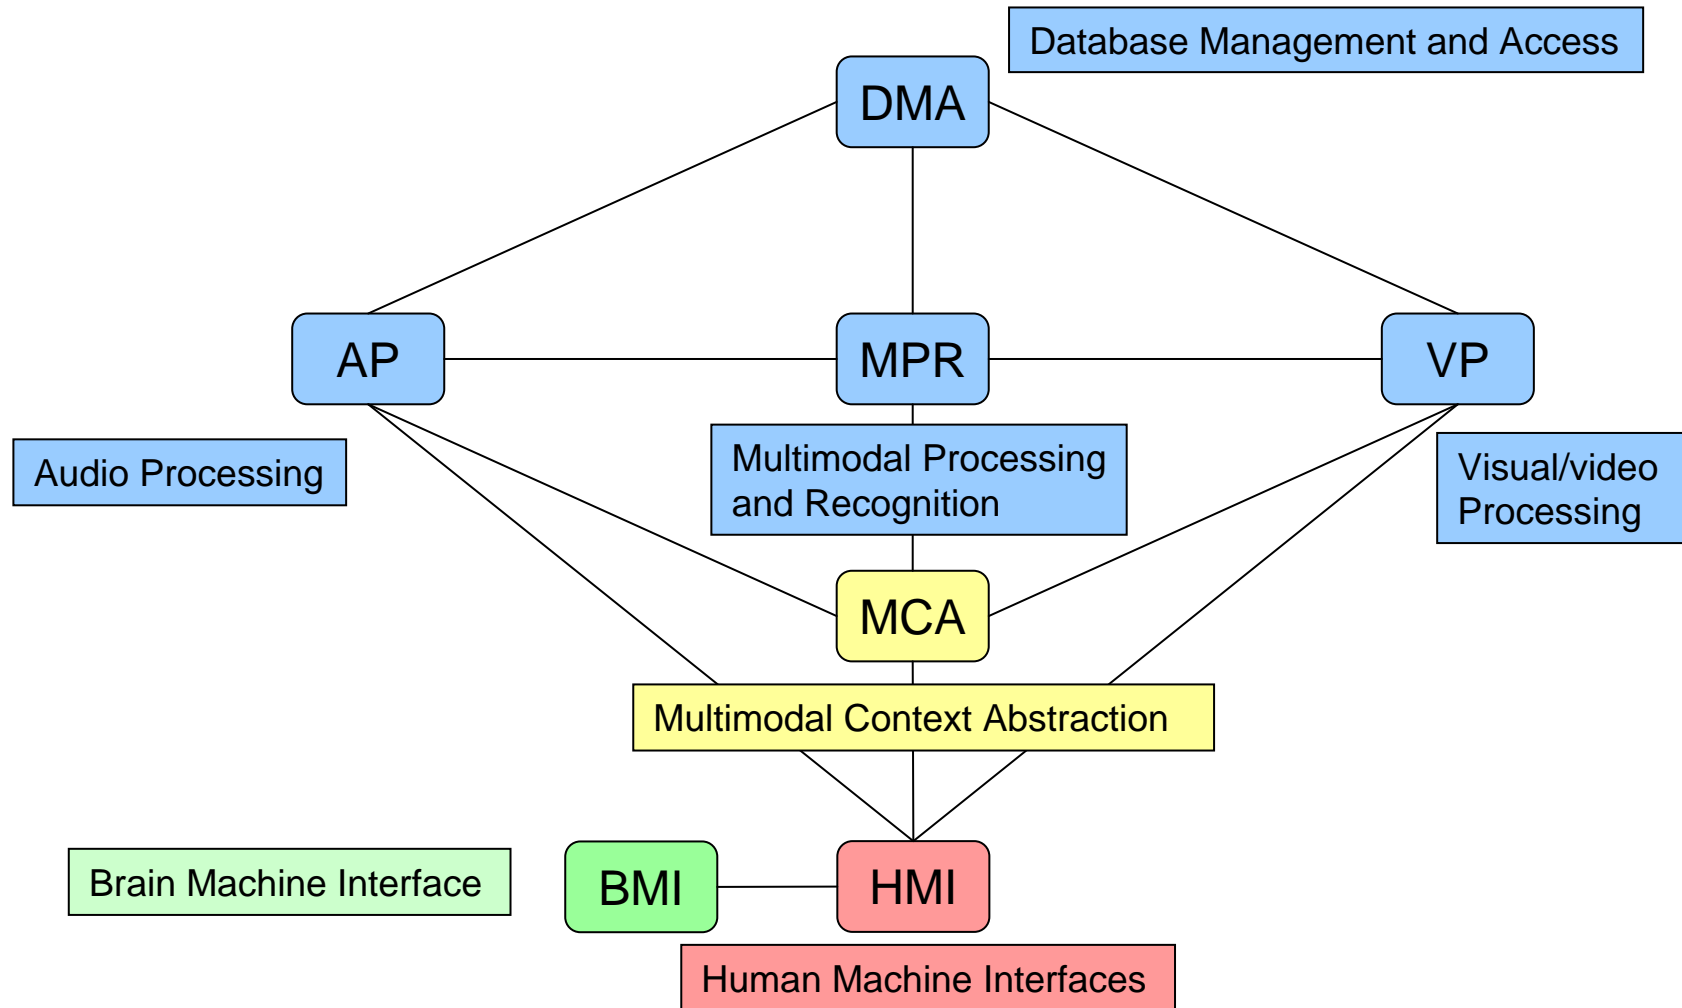 Database Management and Access
DMA
AP
MPR
VP
Audio Processing
Multimodal Processing
and Recognition
Visual/video
Processing
MCA
Multimodal Context Abstraction
Brain Machine Interface
BMI
HMI
Human Machine Interfaces